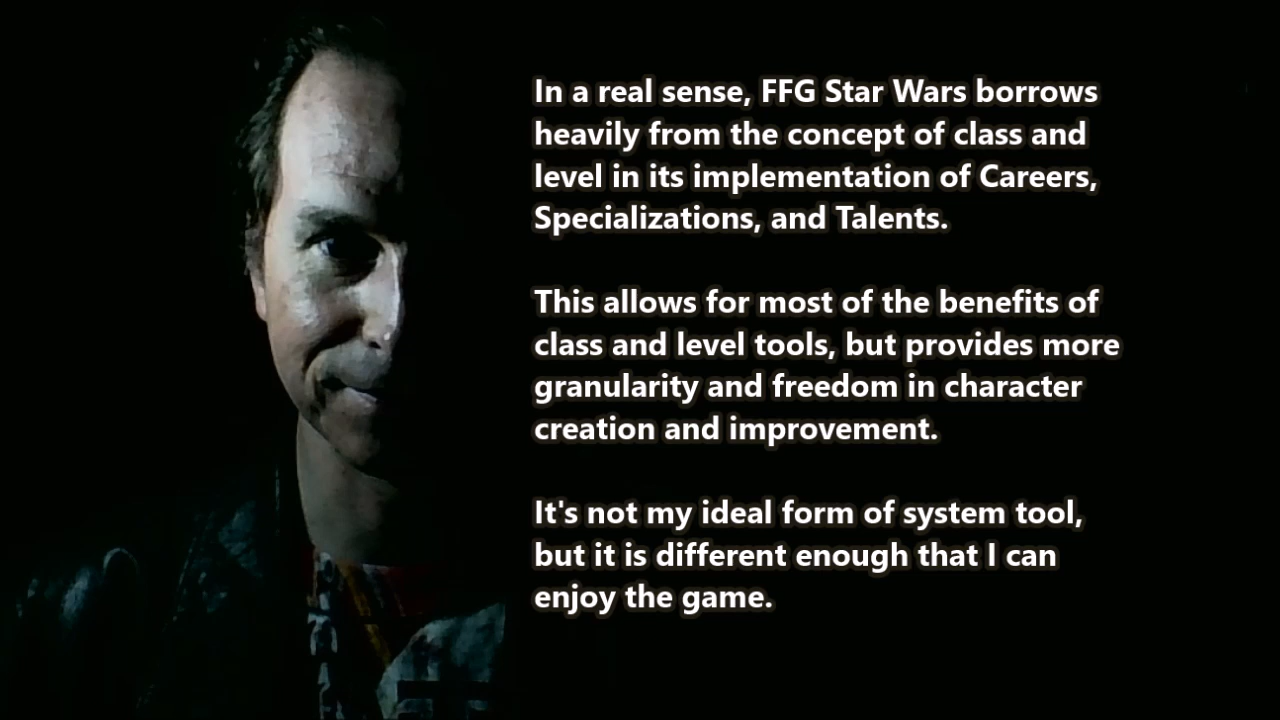 In a real sense, FFG Star Wars borrows
heavily from the concept of class and
level in its implementation of Careers,
Specializations, and Talents.
This allows for most of the benefits of
class and level tools, but provides more
granularity and freedom in character
creation and improvement.
It's not my ideal form of system tool,
but it is different enough that I can
enjoy the game.